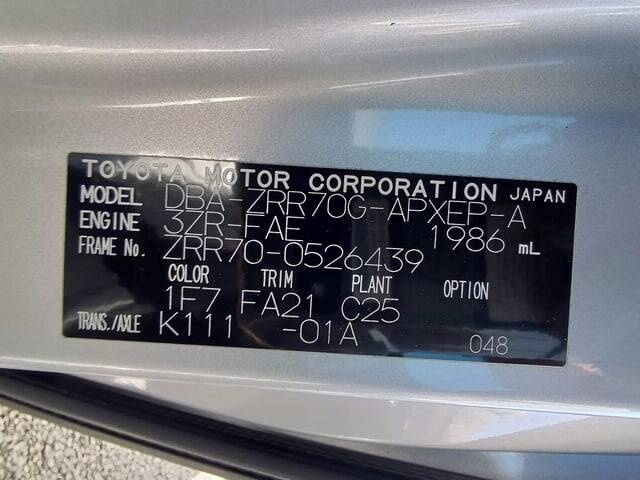 TOYOTA MOTOR CORPORATION JAPAN
MODEL DBA-ZRR70G-APXEP-A
ENGINE 3ZR-FAE 1986 mL
FRAME No. ZRR70-0526439
COLOR TRIM PLANT OPTION
1F7 FA21 C25
TRANS./AXLE K111 -01A 048